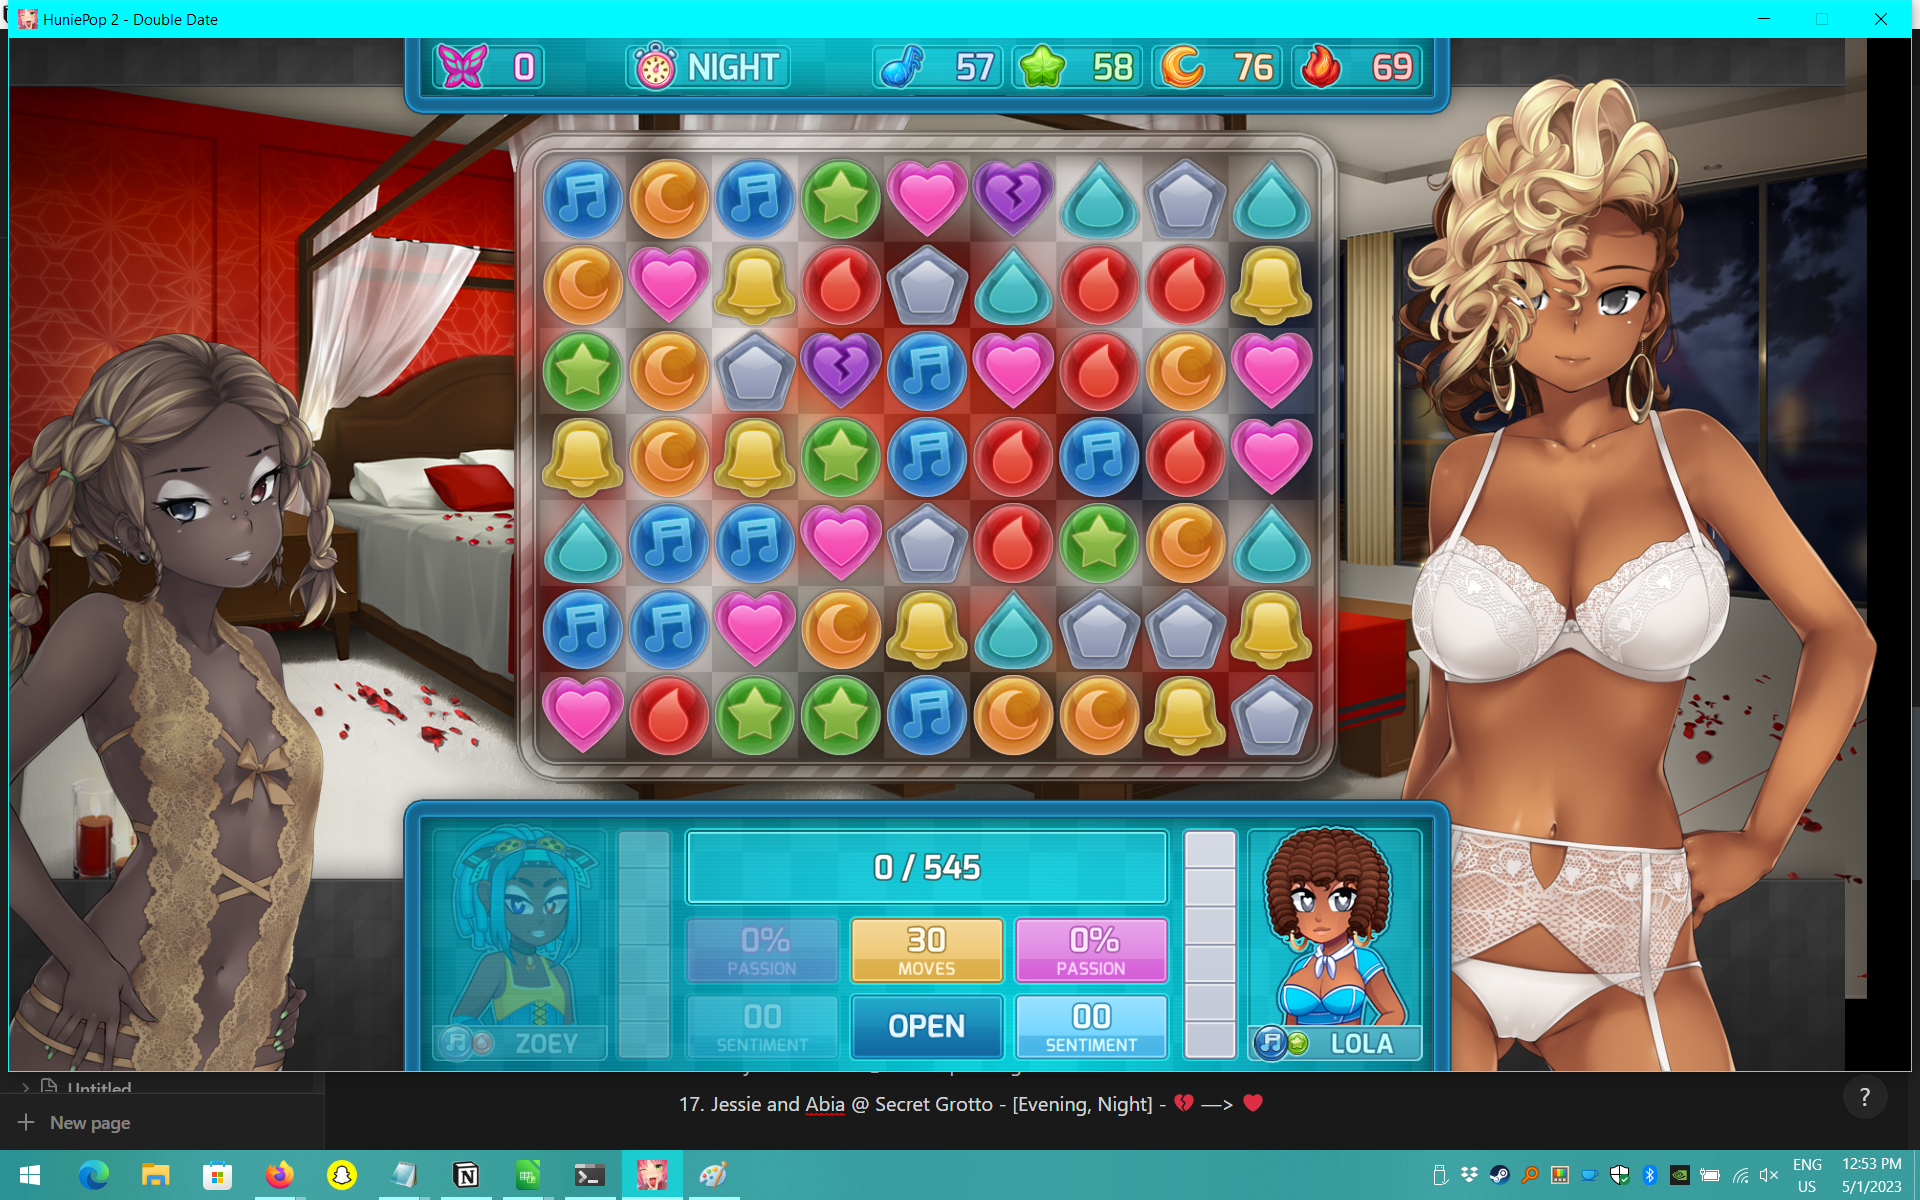 HuniePop 2 - Double Date
0 NIGHT 57 58 76 69
0 / 545
0% PASSION
30 MOVES
0% PASSION
00 SENTIMENT
OPEN
00 SENTIMENT
ZOEY
LOLA
Untitled
17. Jessie and Abia @ Secret Grotto - [Evening, Night] - 💔 —> ❤
?
New page
ENG
US
12:53 PM
5/1/2023